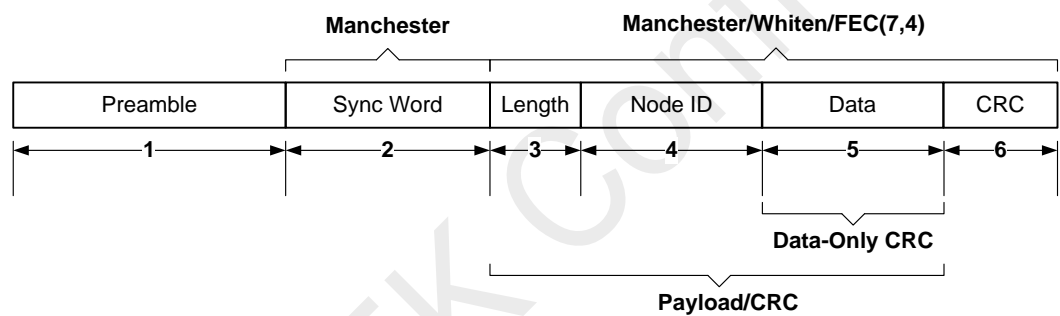 Manchester
Manchester/Whiten/FEC(7,4)
Preamble
Sync Word
Length
Node ID
Data
CRC
1
2
3
4
5
6
Data-Only CRC
Payload/CRC